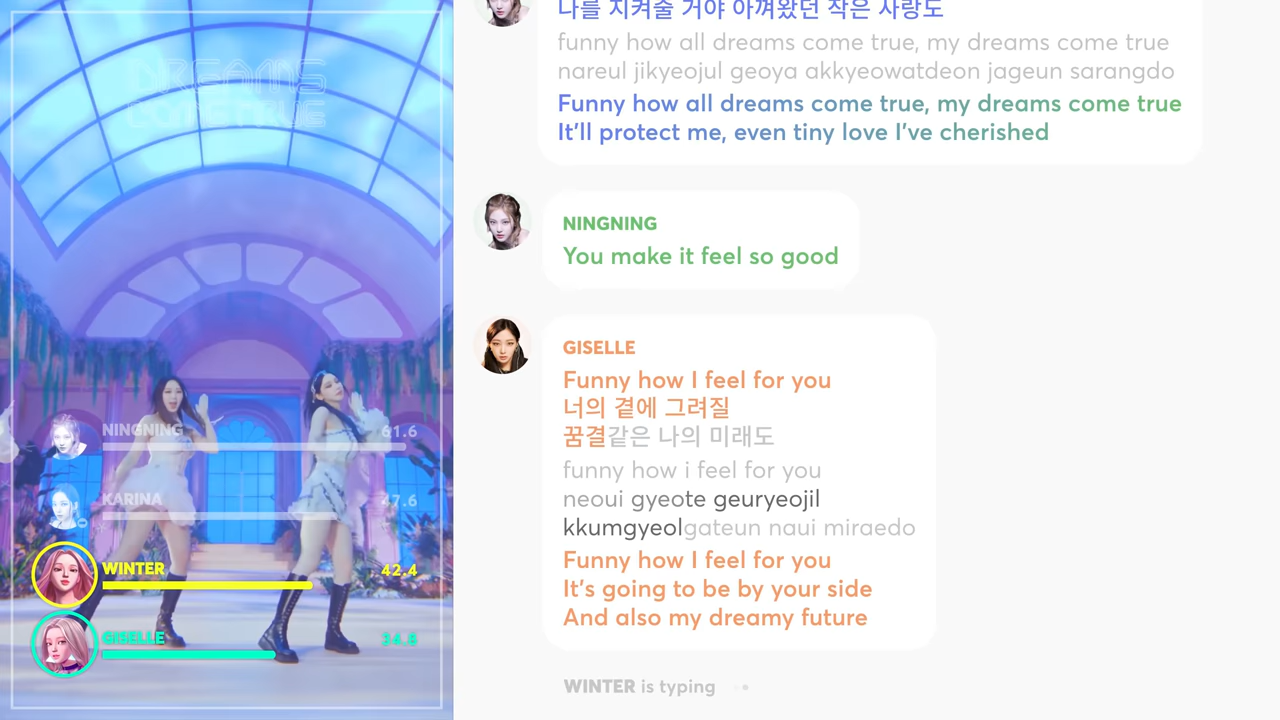 DREAMS
COME TRUE
NINGNING
61.6
KARINA
47.6
WINTER
42.4
GISELLE
34.8
나를 지켜줄 거야 아껴왔던 작은 사랑도
funny how all dreams come true, my dreams come true
nareul jikyeojul geoya akkyeowatdeon jageun sarangdo
Funny how all dreams come true, my dreams come true
It'll protect me, even tiny love I've cherished
NINGNING
You make it feel so good
GISELLE
Funny how I feel for you
너의 곁에 그려질
꿈결같은 나의 미래도
funny how i feel for you
neoui gyeote geuryeojil
kkumgyeolgateun naui miraedo
Funny how I feel for you
It's going to be by your side
And also my dreamy future
WINTER is typing